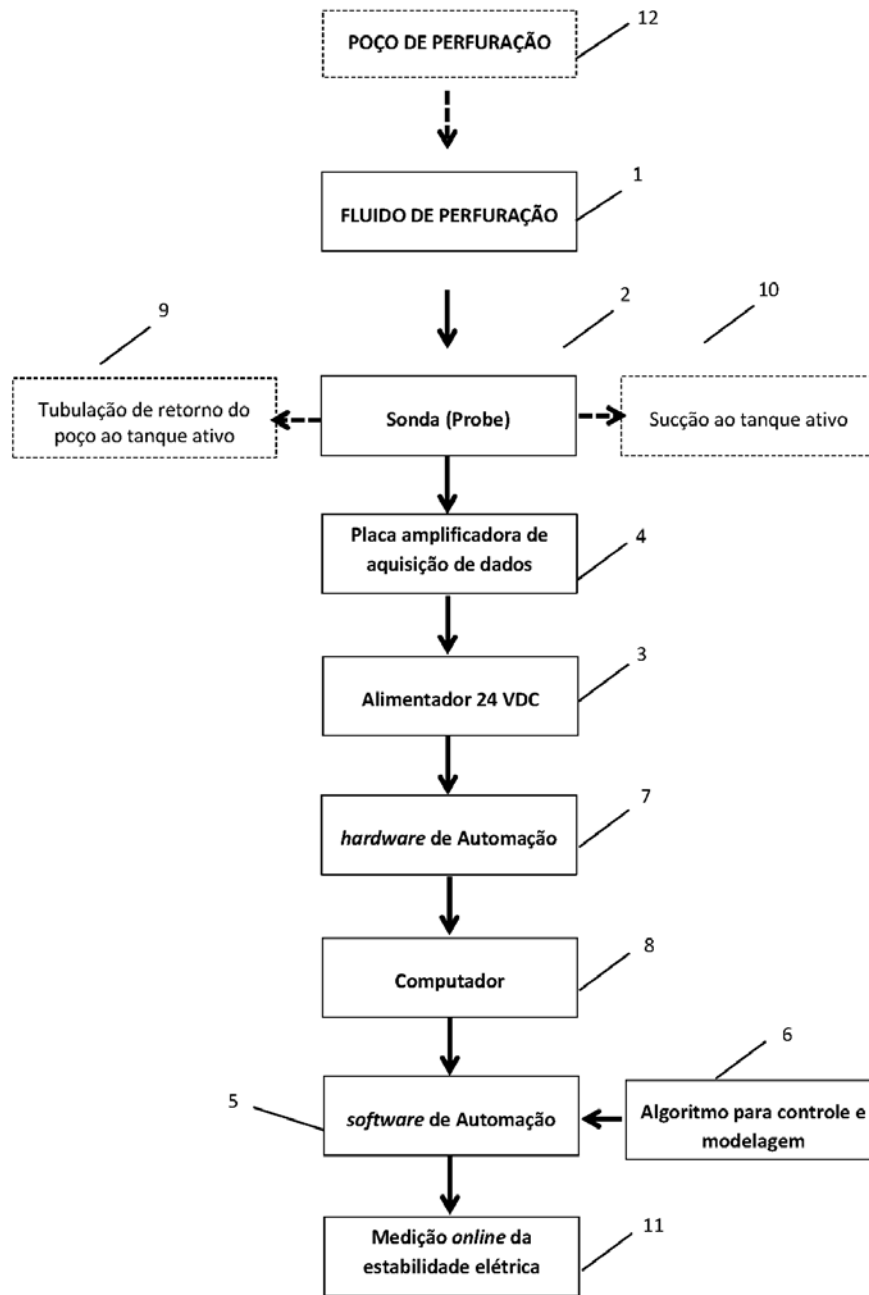 12
POÇO DE PERFURAÇÃO
1
FLUIDO DE PERFURAÇÃO
9
2
10
Tubulação de retorno do
poço ao tanque ativo
Sonda (Probe)
Sucção ao tanque ativo
Placa amplificadora de
aquisição de dados
4
3
Alimentador 24 VDC
7
hardware de Automação
8
Computador
6
5
software de Automação
Algoritmo para controle e
modelagem
Medição online da
estabilidade elétrica
11